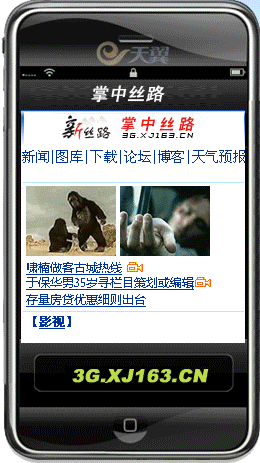 天翼
掌中丝路
新丝路 掌中丝路
3G.XJ163.CN
新闻|图库|下载|论坛|博客|天气预报
啸楠做客古城热线
于保华男35岁寻栏目策划或编辑
存量房贷优惠细则出台
【影视】
3G.XJ163.CN